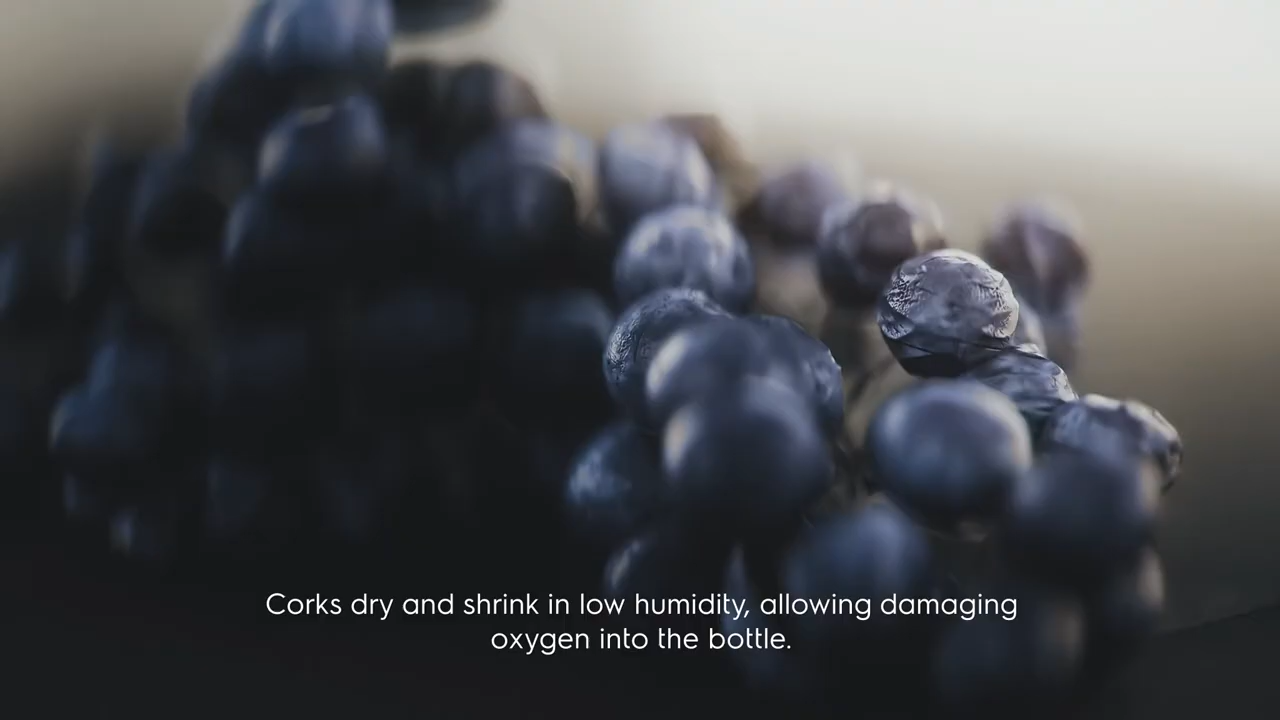 Corks dry and shrink in low humidity, allowing damaging
oxygen into the bottle.